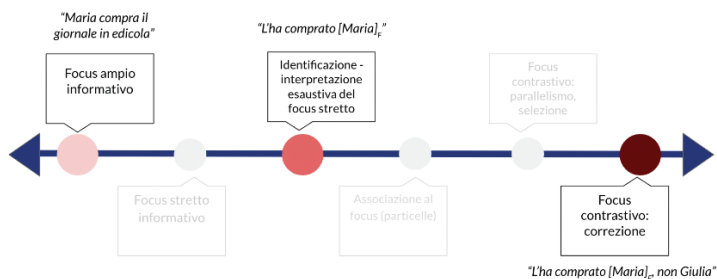 "Maria compra il
giornale in edicola"
"L'ha comprato [Maria]F"
Focus ampio
informativo
Identificazione -
interpretazione
esaustiva del
focus stretto
Focus
contrastivo:
parallelismo,
selezione
Focus stretto
informativo
Associazione al
focus (particelle)
Focus
contrastivo:
correzione
"L'ha comprato [Maria]F, non Giulia"